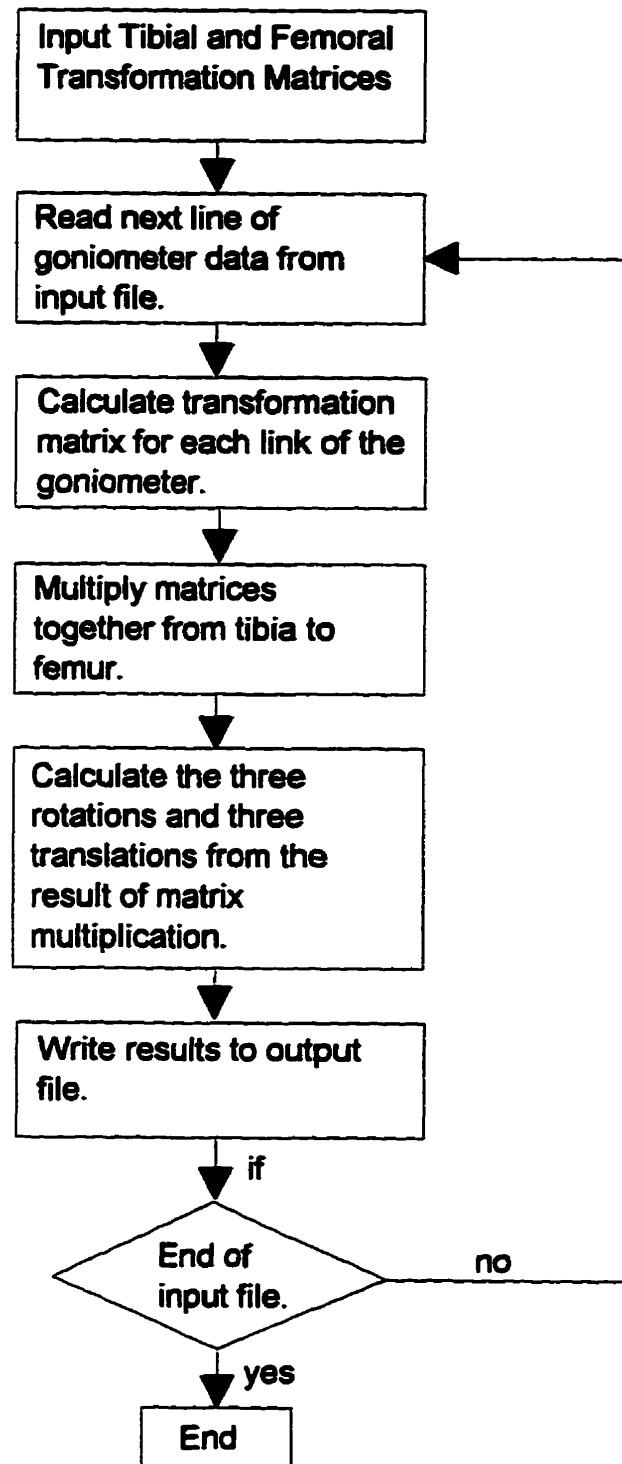 Input Tibial and Femoral
Transformation Matrices
Read next line of
goniometer data from
input file.
Calculate transformation
matrix for each link of the
goniometer.
Multiply matrices
together from tibia to
femur.
Calculate the three
rotations and three
translations from the
result of matrix
multiplication.
Write results to output
file.
if
End of
input file.
no
yes
End